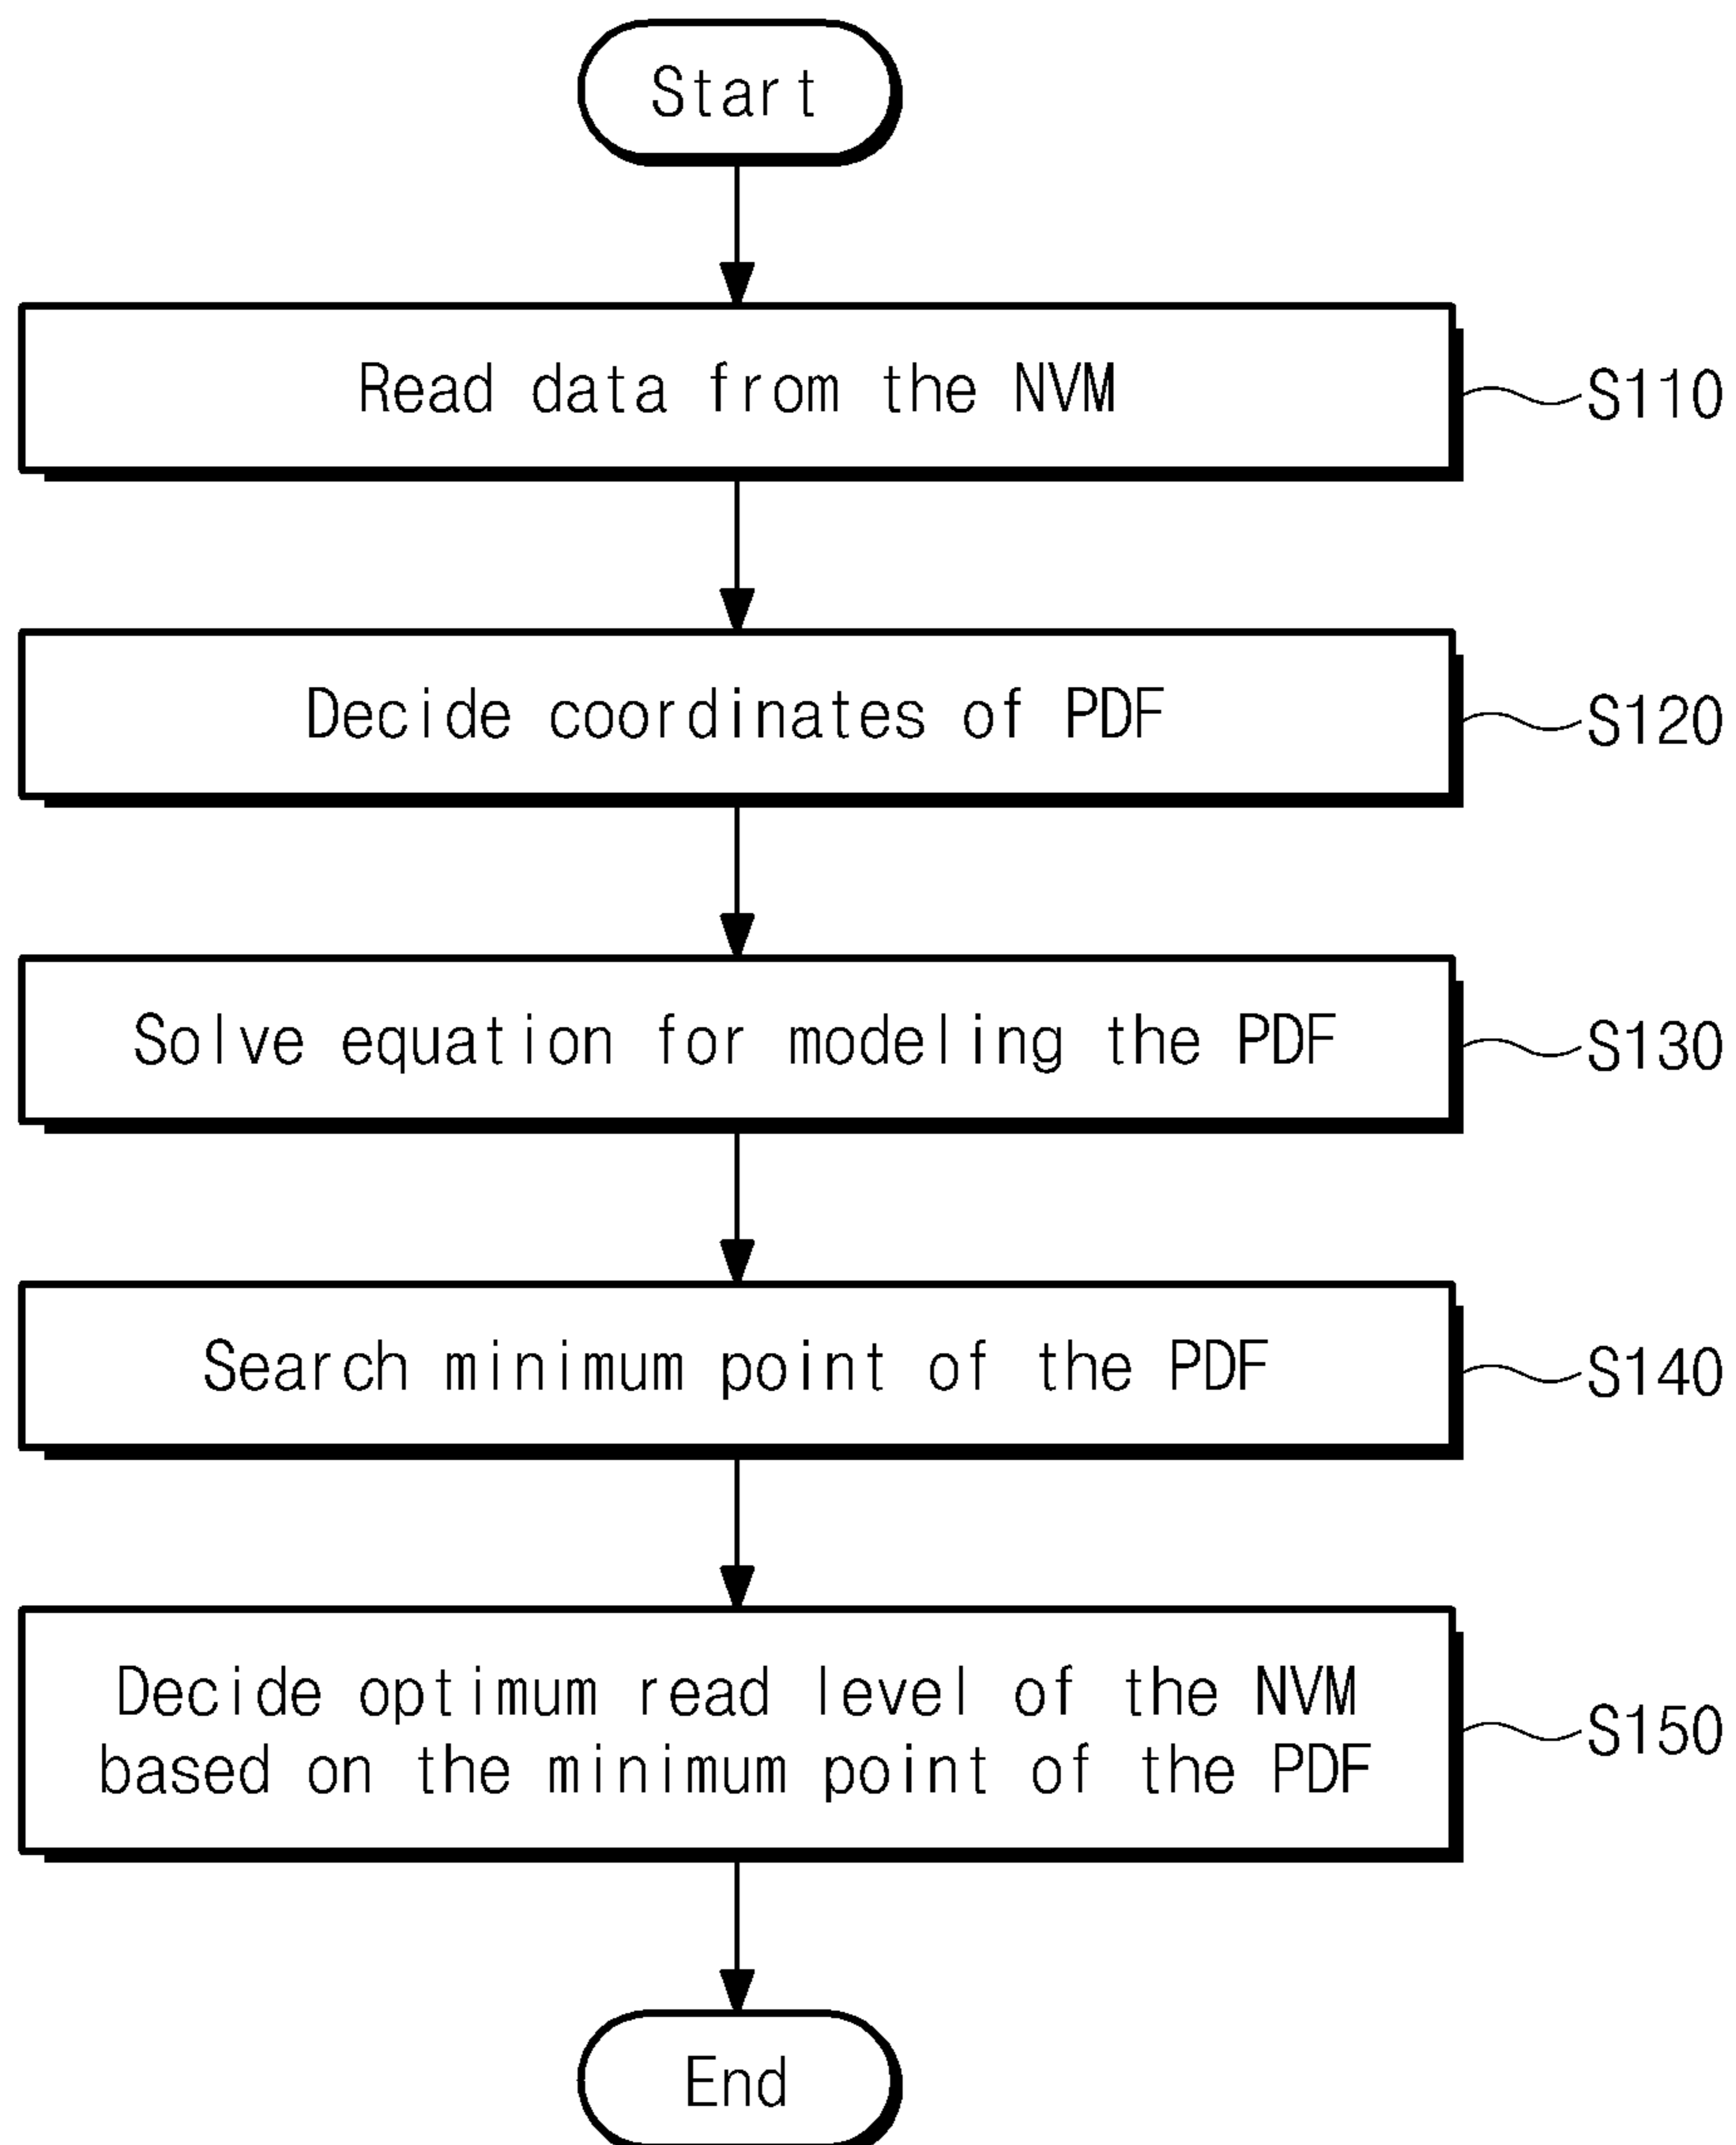 Start
Read data from the NVM
S110
Decide coordinates of PDF
S120
Solve equation for modeling the PDF
S130
Search minimum point of the PDF
S140
Decide optimum read level of the NVM
based on the minimum point of the PDF
S150
End